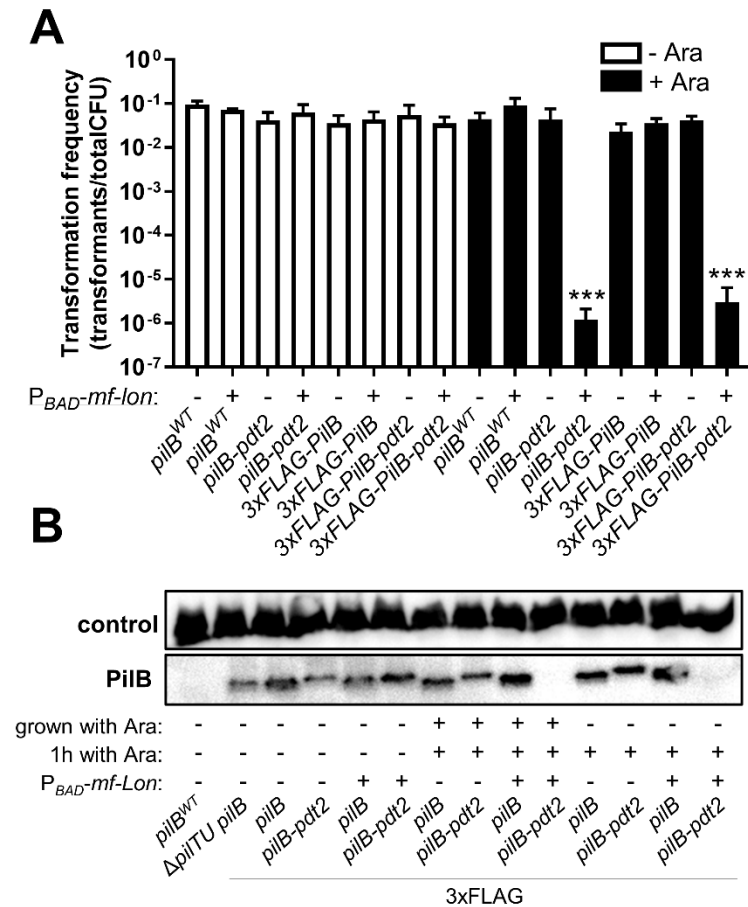 A
- Ara
+ Ara
Transformation frequency
(transformants/totalCFU)
10^0
10^-1
10^-2
10^-3
10^-4
10^-5
10^-6
10^-7
***
***
P_BAD-mf-lon: - + - + - + - + - + - + - + - +
pilB^WT
pilB^WT
pilB-pdt2
pilB-pdt2
3xFLAG-PilB
3xFLAG-PilB
3xFLAG-PilB-pdt2
3xFLAG-PilB-pdt2
pilB^WT
pilB^WT
pilB-pdt2
pilB-pdt2
3xFLAG-PilB
3xFLAG-PilB
3xFLAG-PilB-pdt2
3xFLAG-PilB-pdt2
B
control
PilB
grown with Ara: - - - - - - + + + + - - - -
1h with Ara: - - - - - - + + + + + + + +
P_BAD-mf-Lon: - - - - + + - - + + - - + +
pilB^WT
ΔpilTU pilB
pilB
pilB-pdt2
pilB
pilB-pdt2
pilB
pilB-pdt2
pilB
pilB-pdt2
pilB
pilB-pdt2
pilB
pilB-pdt2
3xFLAG